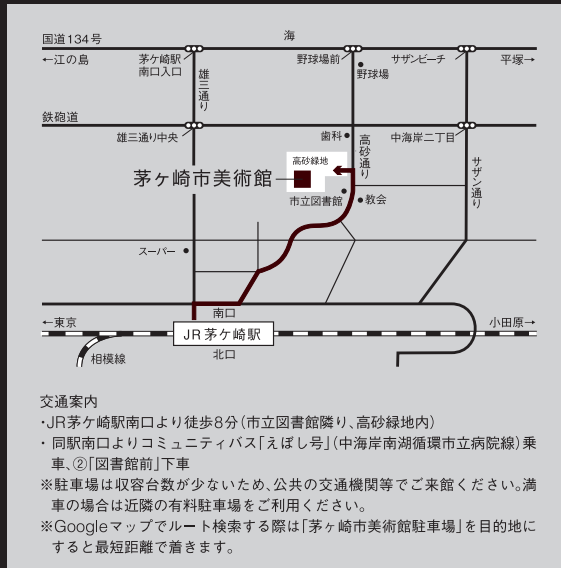 国道134号
海
←江の島
茅ケ崎駅
南口入口
野球場前
サザンビーチ
平塚→
野球場
雄三通り
鉄砲道
雄三通り中央
歯科
高砂通り
中海岸二丁目
高砂緑地
茅ヶ崎市美術館
市立図書館
教会
サザン通り
スーパー
南口
←東京
JR茅ケ崎駅
小田原→
相模線
北口
交通案内
・JR茅ケ崎駅南口より徒歩8分(市立図書館隣り、高砂緑地内)
・同駅南口よりコミュニティバス「えぼし号」(中海岸南湖循環市立病院線)乗
車、②「図書館前」下車
※駐車場は収容台数が少ないため、公共の交通機関等でご来館ください。満
車の場合は近隣の有料駐車場をご利用ください。
※Googleマップでルート検索する際は「茅ヶ崎市美術館駐車場」を目的地に
すると最短距離で着きます。